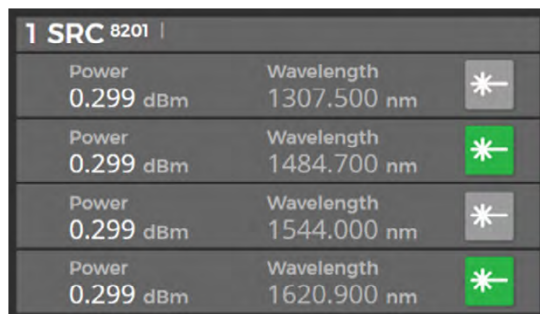 1 SRC 8201
Power Wavelength
0.299 dBm 1307.500 nm
Power Wavelength
0.299 dBm 1484.700 nm
Power Wavelength
0.299 dBm 1544.000 nm
Power Wavelength
0.299 dBm 1620.900 nm